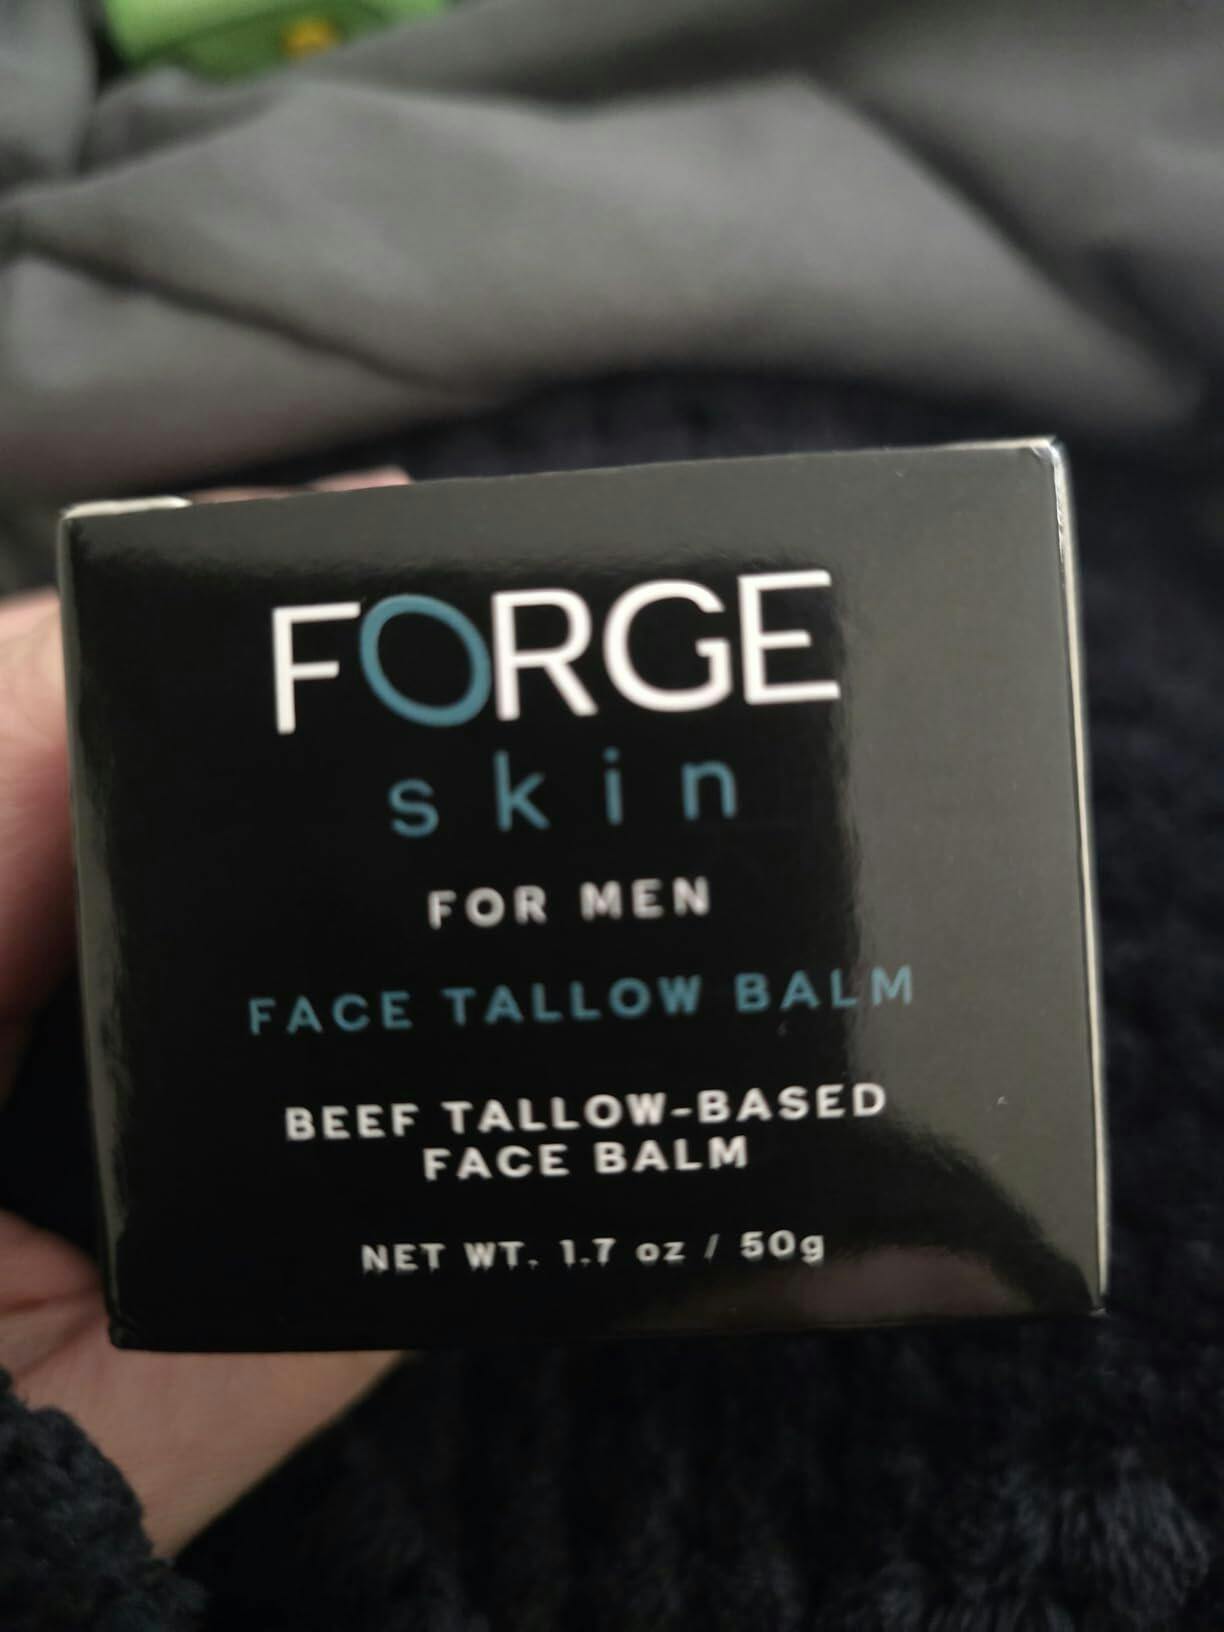 FORGE
skin
FOR MEN
FACE TALLOW BALM
BEEF TALLOW-BASED
FACE BALM
NET WT. 1.7 oz / 50g